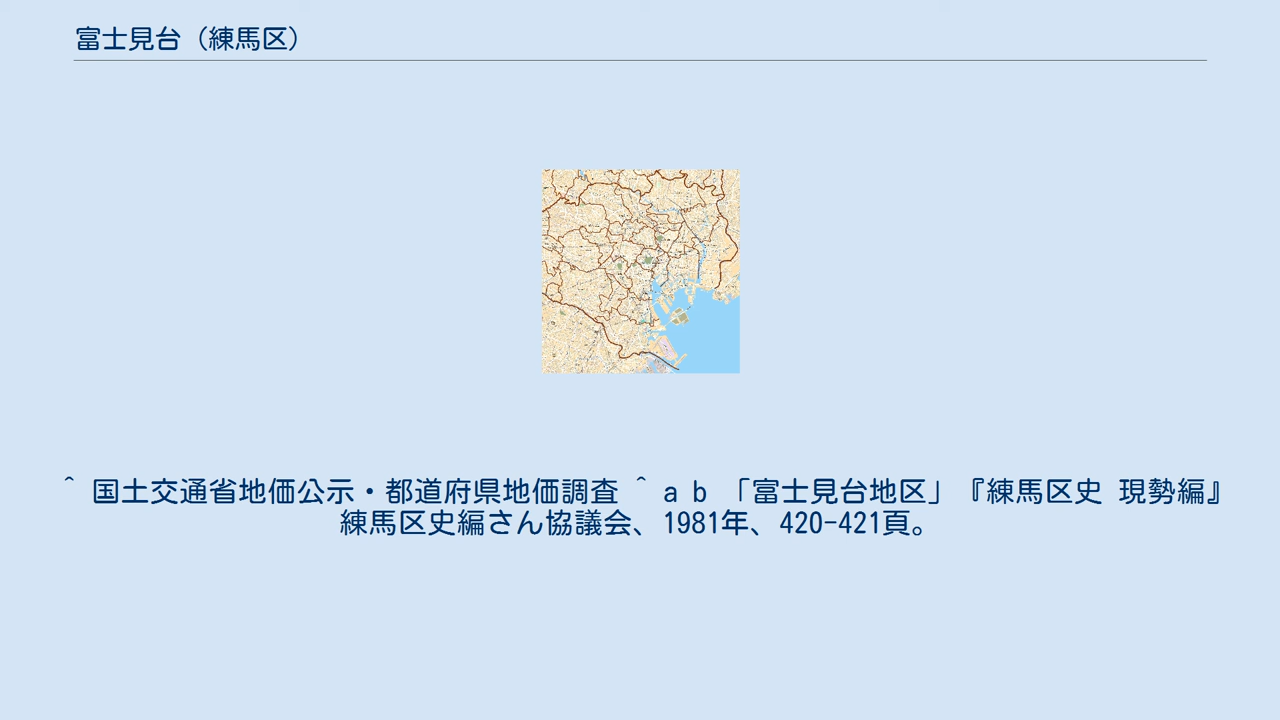 富士見台（練馬区）
^ 国土交通省地価公示・都道府県地価調査 ^ a b 「富士見台地区」『練馬区史 現勢編』
練馬区史編さん協議会、1981年、420-421頁。